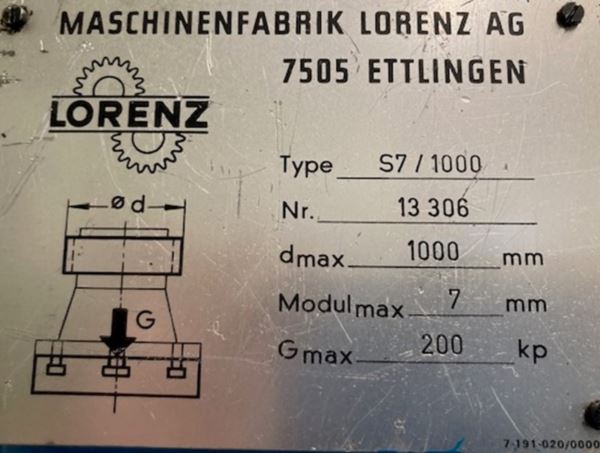 MASCHINENFABRIK LORENZ AG
7505 ETTLINGEN
LORENZ
Type S7 / 1000
Nr. 13 306
dmax 1000 mm
Modulmax 7 mm
Gmax 200 kp
ød
G
7-191-020/0000